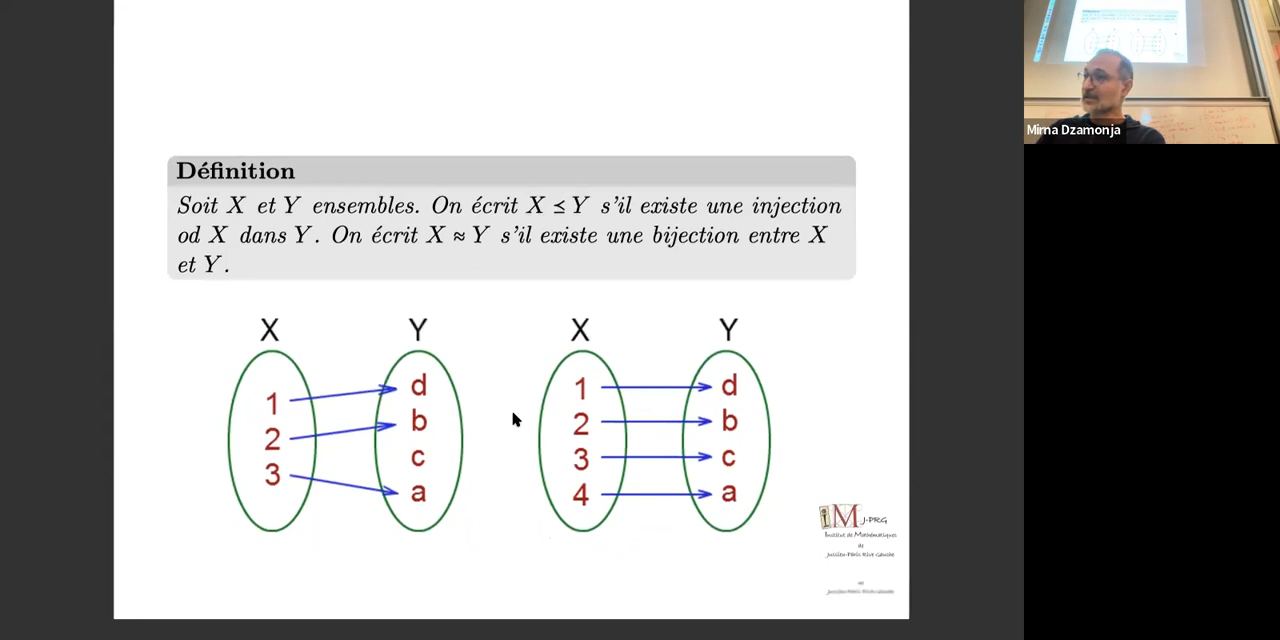 Définition
Soit X et Y ensembles. On écrit X ≤ Y s'il existe une injection
od X dans Y. On écrit X ≈ Y s'il existe une bijection entre X
et Y.
X Y X Y
1 d 1 d
2 b 2 b
3 c 3 c
a 4 a
iM J-PRG
Institut de Mathématiques
de
Jussieu-Paris Rive Gauche
Mirna Dzamonja